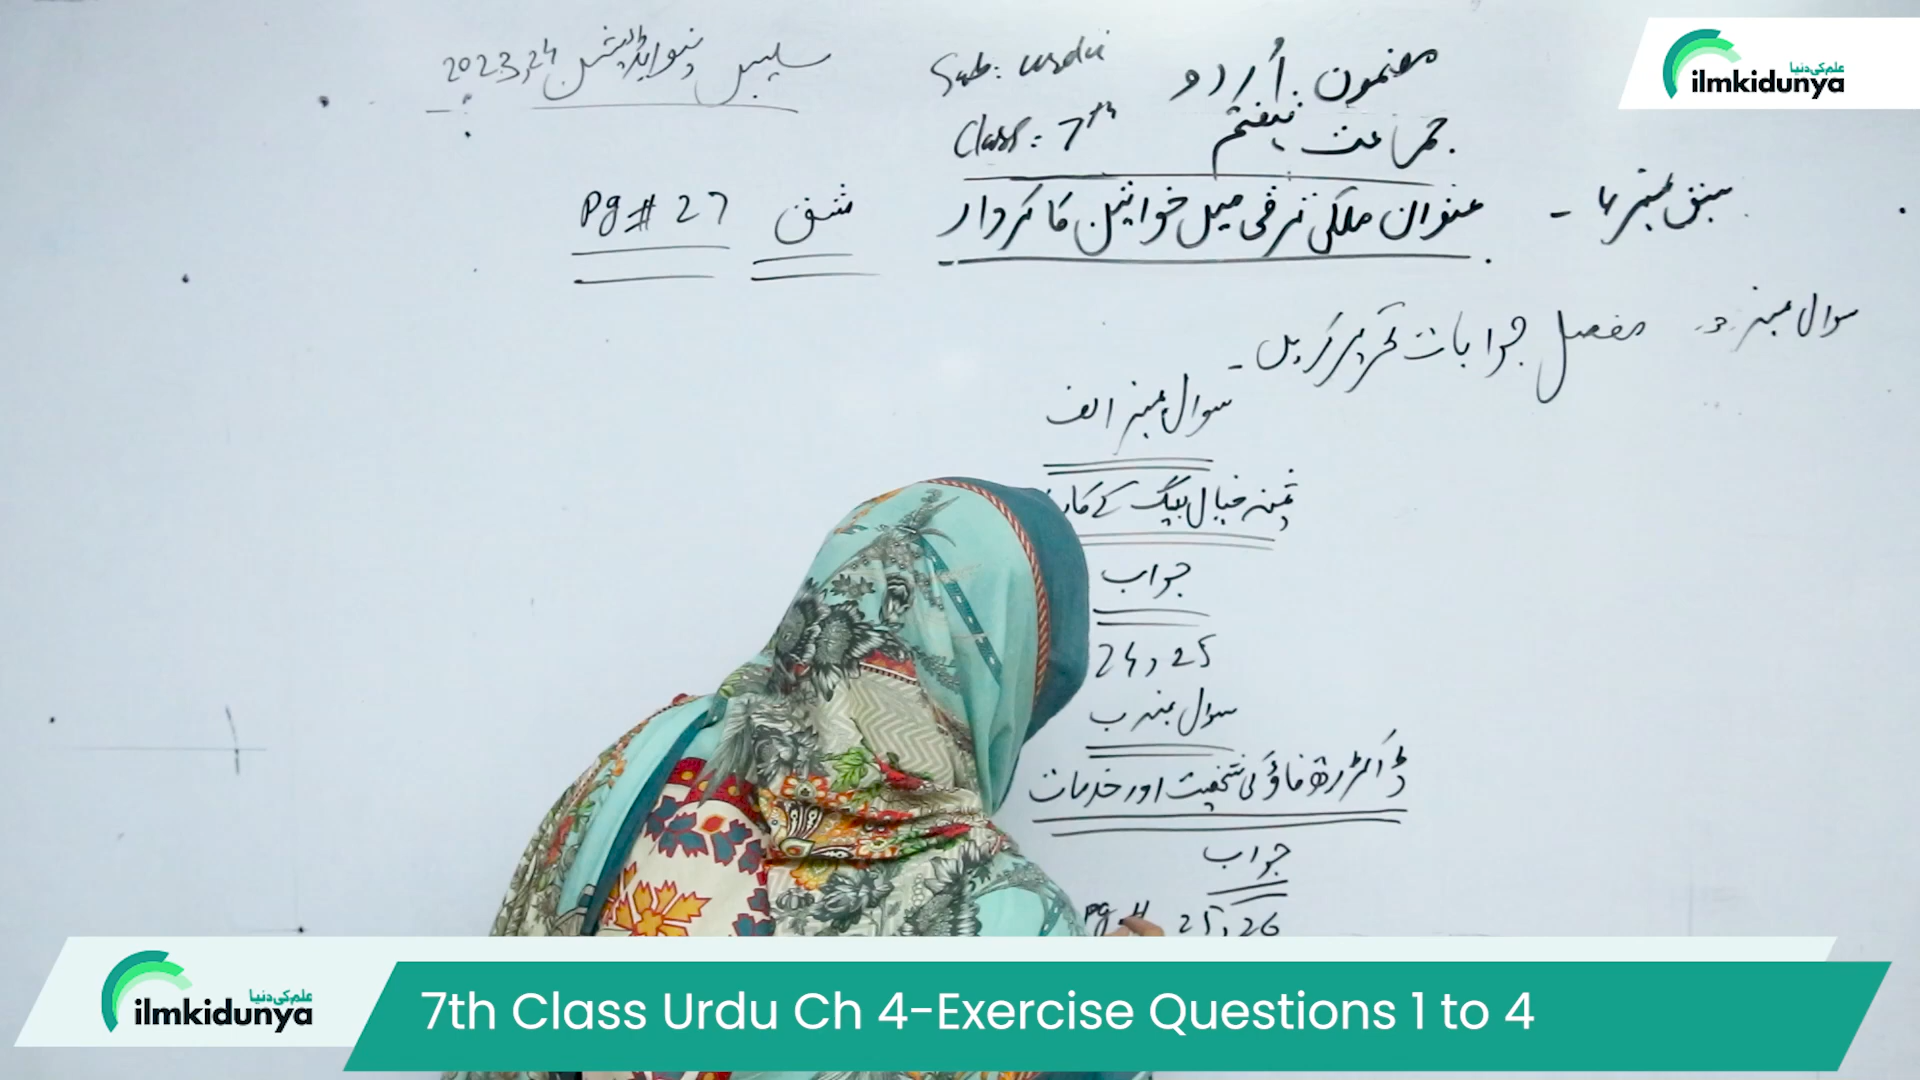 سلیبس نیو ایڈیشن 2023,24
Sub: urdu
مضمون. اُردو
Class: 7th
جماعت ہفتم
سبق نمبر 4 -
عنوان ملکی ترقی میں خواتین کا کردار
مشق
Pg# 27
سوال نمبر 3. مفصل جوابات تحریر کریں۔
سوال نمبر الف
ثمینہ خیال بیگ کے کار
جواب
24, 25
سوال نمبر ب
ڈاکٹر رتھ فاؤ کی شخصیت اور خدمات
جواب
pg # 25, 26
علم کی دنیا
ilmkidunya
علم کی دنیا
ilmkidunya
7th Class Urdu Ch 4-Exercise Questions 1 to 4